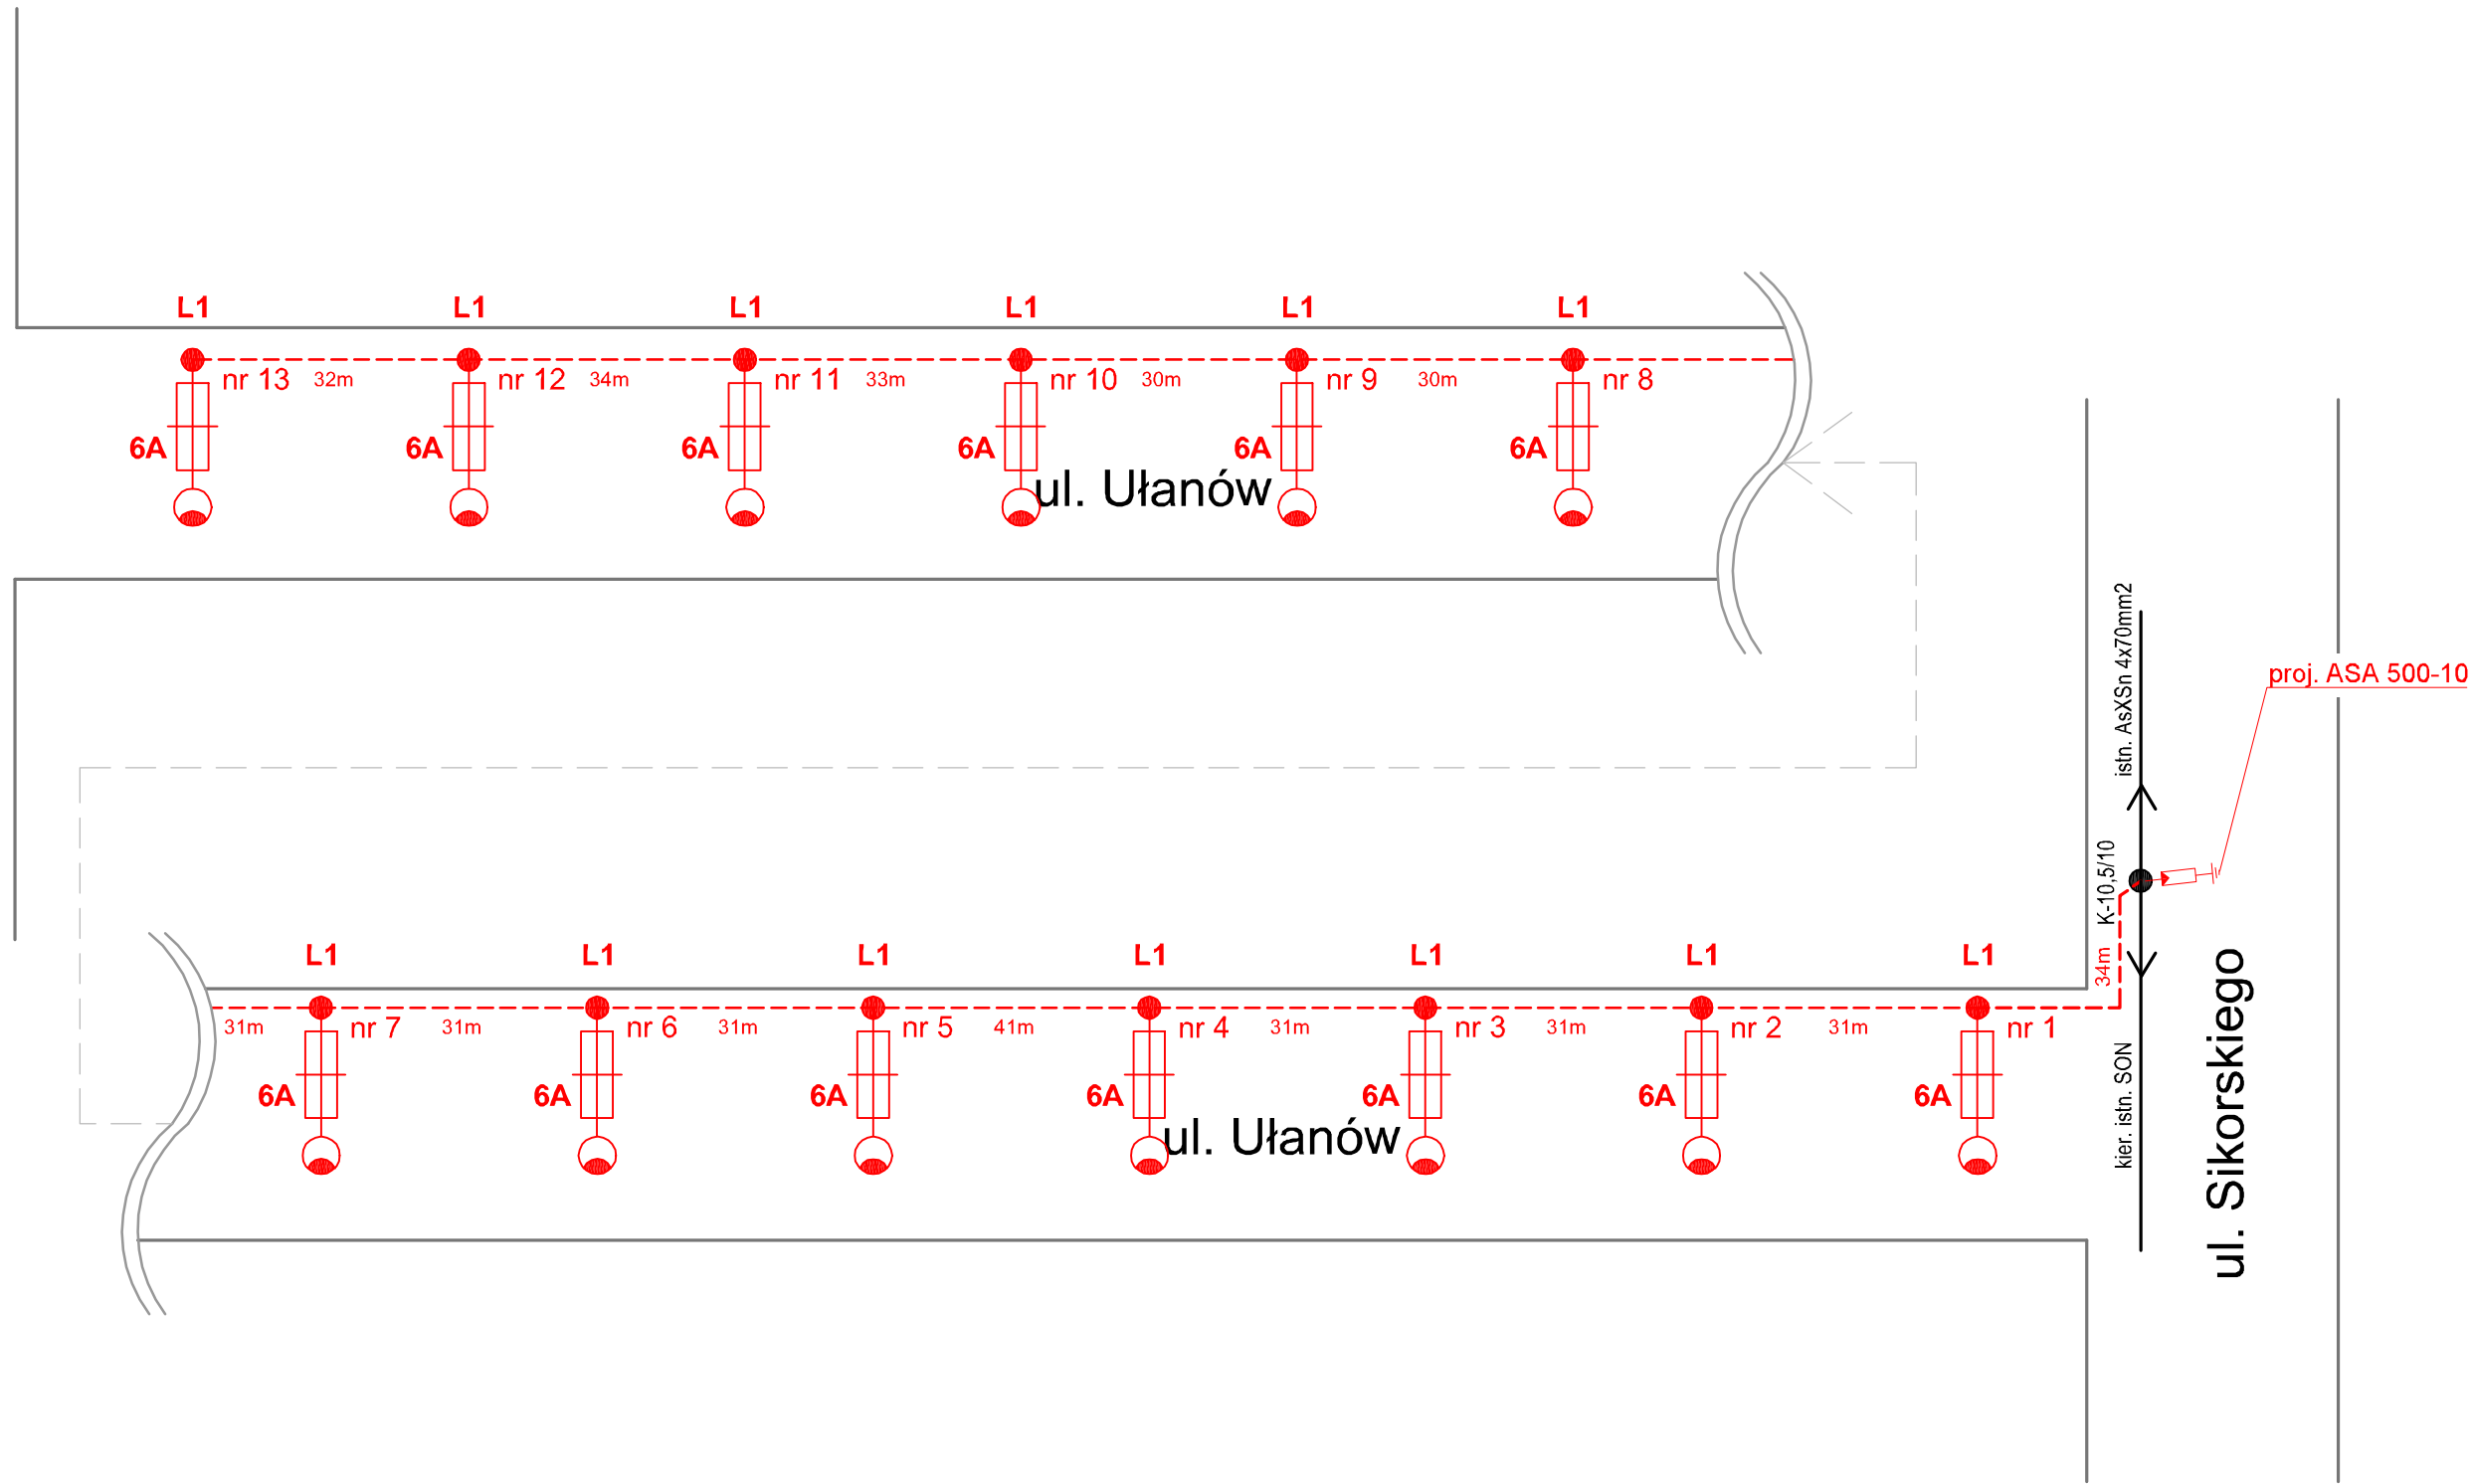 L1 L1 L1 L1 L1 L1
nr 13 32m nr 12 34m nr 11 33m nr 10 30m nr 9 30m nr 8
6A 6A 6A 6A 6A 6A
ul. Ułanów
istn. AsXSn 4x70mm2
proj. ASA 500-10
K-10,5/10
34m
L1 L1 L1 L1 L1 L1 L1
31m nr 7 31m nr 6 31m nr 5 41m nr 4 31m nr 3 31m nr 2 31m nr 1
6A 6A 6A 6A 6A 6A 6A
ul. Ułanów
kier. istn. SON
ul. Sikorskiego